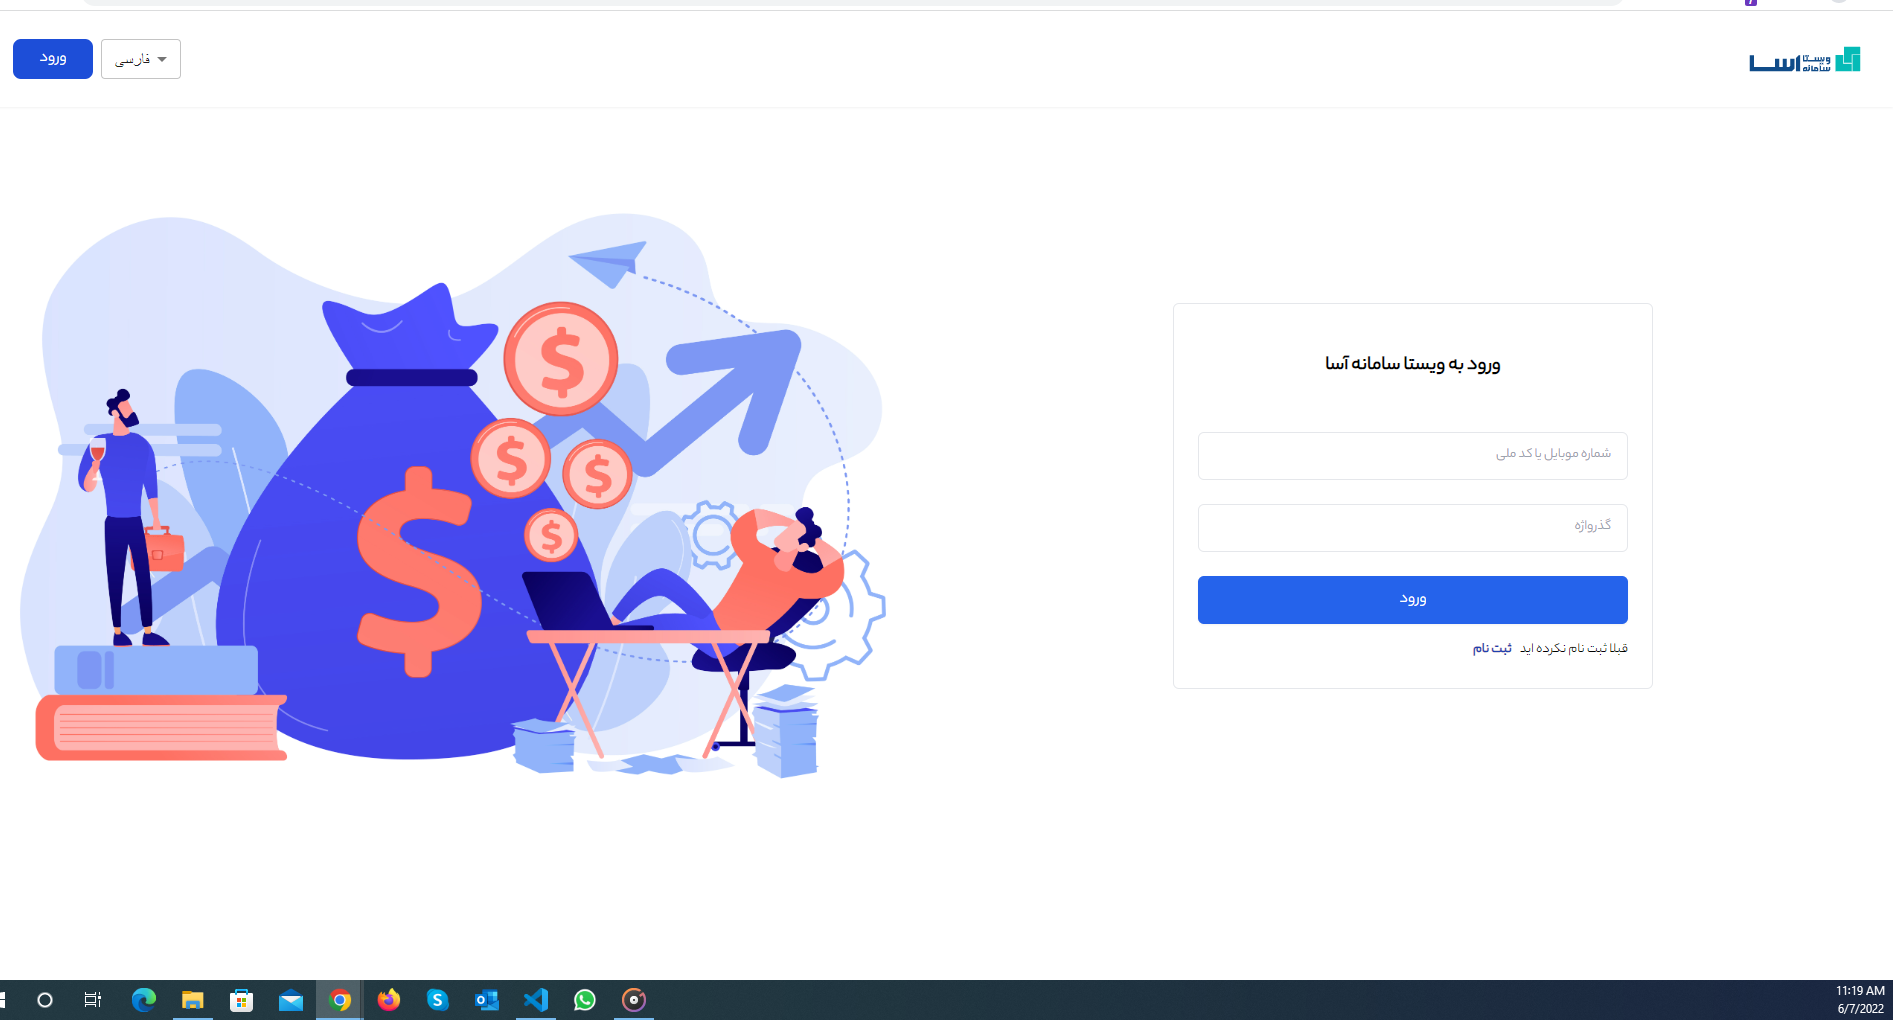 ویستا
سامانه
آسا
فارسی
ورود
ورود به ویستا سامانه آسا
شماره موبایل یا کد ملی
گذرواژه
ورود
قبلا ثبت نام نکرده اید ثبت نام
$
$
$
$
$
11:19 AM
6/7/2022